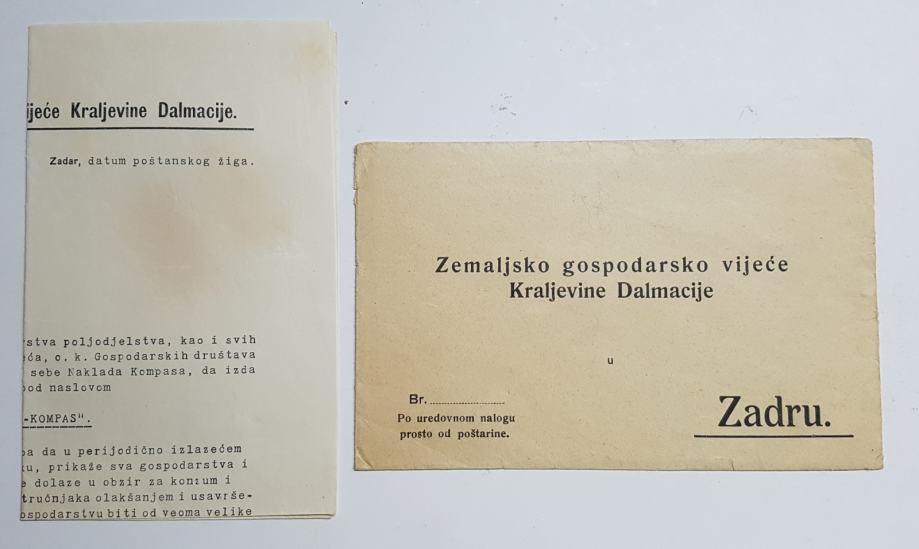 ijeće Kraljevine Dalmacije.
Zadar, datum poštanskog žiga.
stva poljodjelstva, kao i svih
ća, c. k. Gospodarskih društava
sebe Naklada Kompasa, da izda
pod naslovom
-KOMPAS".
a da u perijodično izlazećem
u, prikaže sva gospodarstva i
e dolaze u obzir za konzum i
tručnjaka olakšanjem i usavrše-
ospodarstvu biti od veoma velike
Zemaljsko gospodarsko vijeće
Kraljevine Dalmacije
u
Zadru.
Br.
Po uredovnom nalogu
prosto od poštarine.